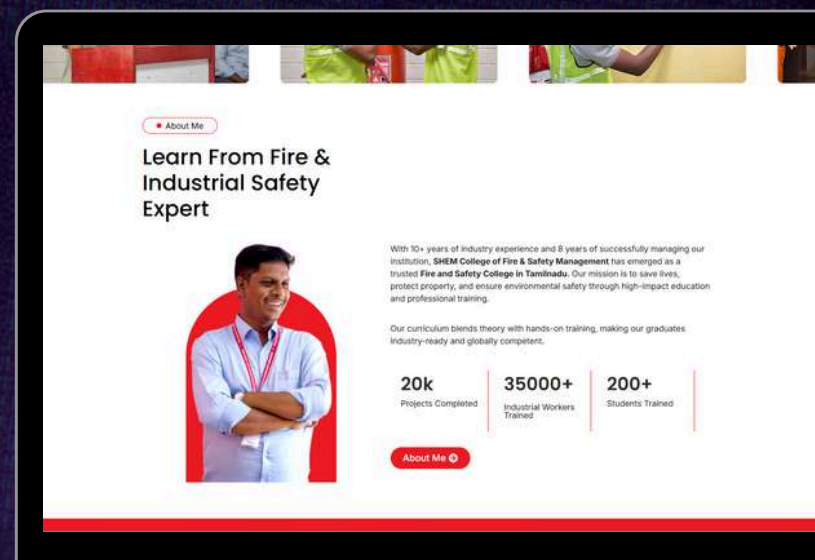 About Me
Learn From Fire &
Industrial Safety
Expert
With 10+ years of industry experience and 8 years of successfully managing our
institution, SHEM College of Fire & Safety Management has emerged as a
trusted Fire and Safety College in Tamilnadu. Our mission is to save lives,
protect property, and ensure environmental safety through high-impact education
and professional training.
Our curriculum blends theory with hands-on training, making our graduates
industry-ready and globally competent.
20k
Projects Completed
35000+
Industrial Workers
Trained
200+
Students Trained
About Me